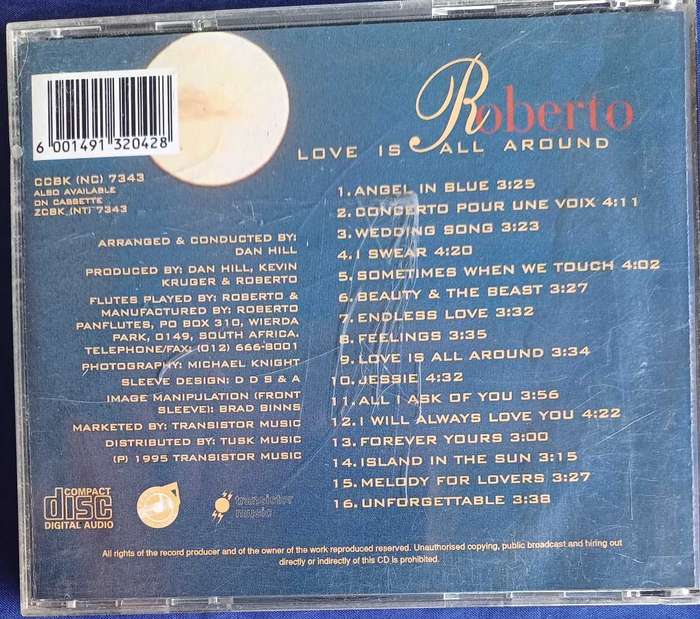 6 001491 320428
CCBK (NC) 7343
ALSO AVAILABLE
ON CASSETTE
ZCBK (NT) 7343
Roberto
LOVE IS ALL AROUND
ARRANGED & CONDUCTED BY:
DAN HILL
PRODUCED BY: DAN HILL, KEVIN
KRUGER & ROBERTO
FLUTES PLAYED BY: ROBERTO &
MANUFACTURED BY: ROBERTO
PANFLUTES, PO BOX 310, WIERDA
PARK, 0149, SOUTH AFRICA.
TELEPHONE/FAX: (012) 666-8001
PHOTOGRAPHY: MICHAEL KNIGHT
SLEEVE DESIGN: D D S & A
IMAGE MANIPULATION (FRONT
SLEEVE): BRAD BINNS
MARKETED BY: TRANSISTOR MUSIC
DISTRIBUTED BY: TUSK MUSIC
(P) 1995 TRANSISTOR MUSIC
1. ANGEL IN BLUE 3:25
2. CONCERTO POUR UNE VOIX 4:11
3. WEDDING SONG 3:23
4. I SWEAR 4:20
5. SOMETIMES WHEN WE TOUCH 4:02
6. BEAUTY & THE BEAST 3:27
7. ENDLESS LOVE 3:32
8. FEELINGS 3:35
9. LOVE IS ALL AROUND 3:34
10. JESSIE 4:32
11. ALL I ASK OF YOU 3:56
12. I WILL ALWAYS LOVE YOU 4:22
13. FOREVER YOURS 3:00
14. ISLAND IN THE SUN 3:15
15. MELODY FOR LOVERS 3:27
16. UNFORGETTABLE 3:38
COMPACT
disc
DIGITAL AUDIO
transistor
music
All rights of the record producer and of the owner of the work reproduced reserved. Unauthorised copying, public broadcast and hiring out
directly or indirectly of this CD is prohibited.